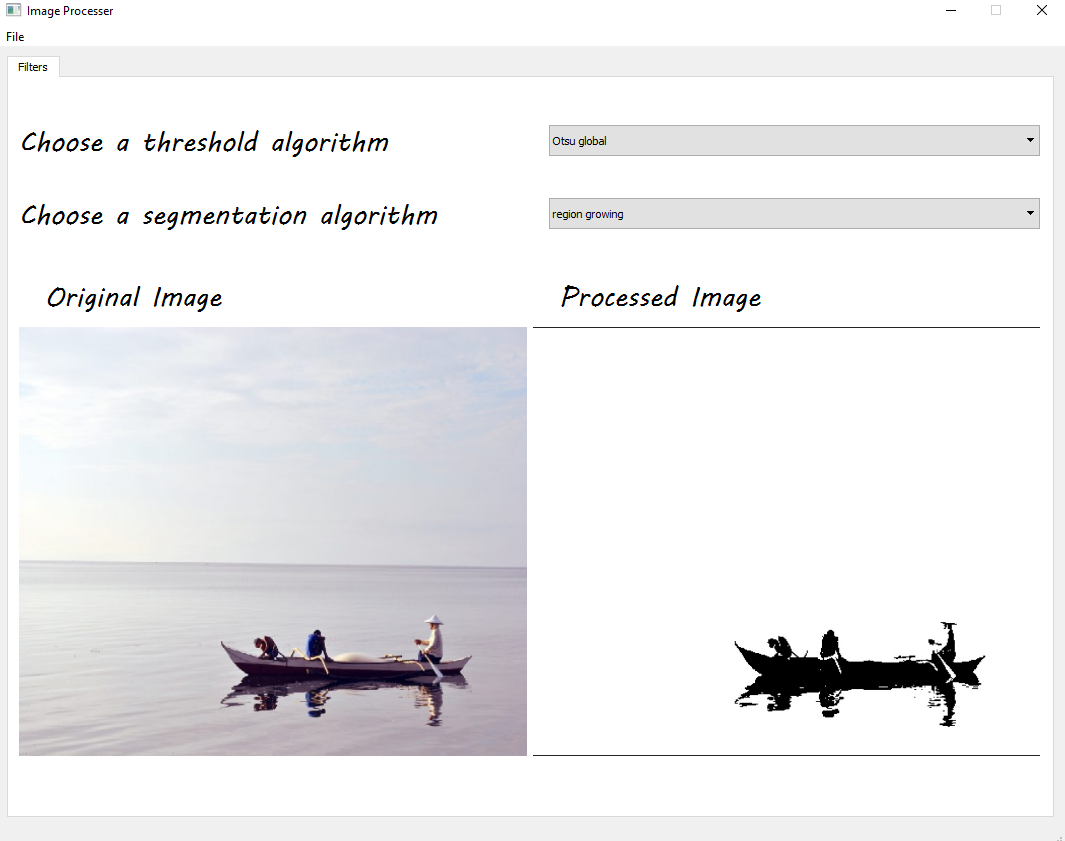 Image Processer
File
Filters
Choose a threshold algorithm
Otsu global
Choose a segmentation algorithm
region growing
Original Image
Processed Image